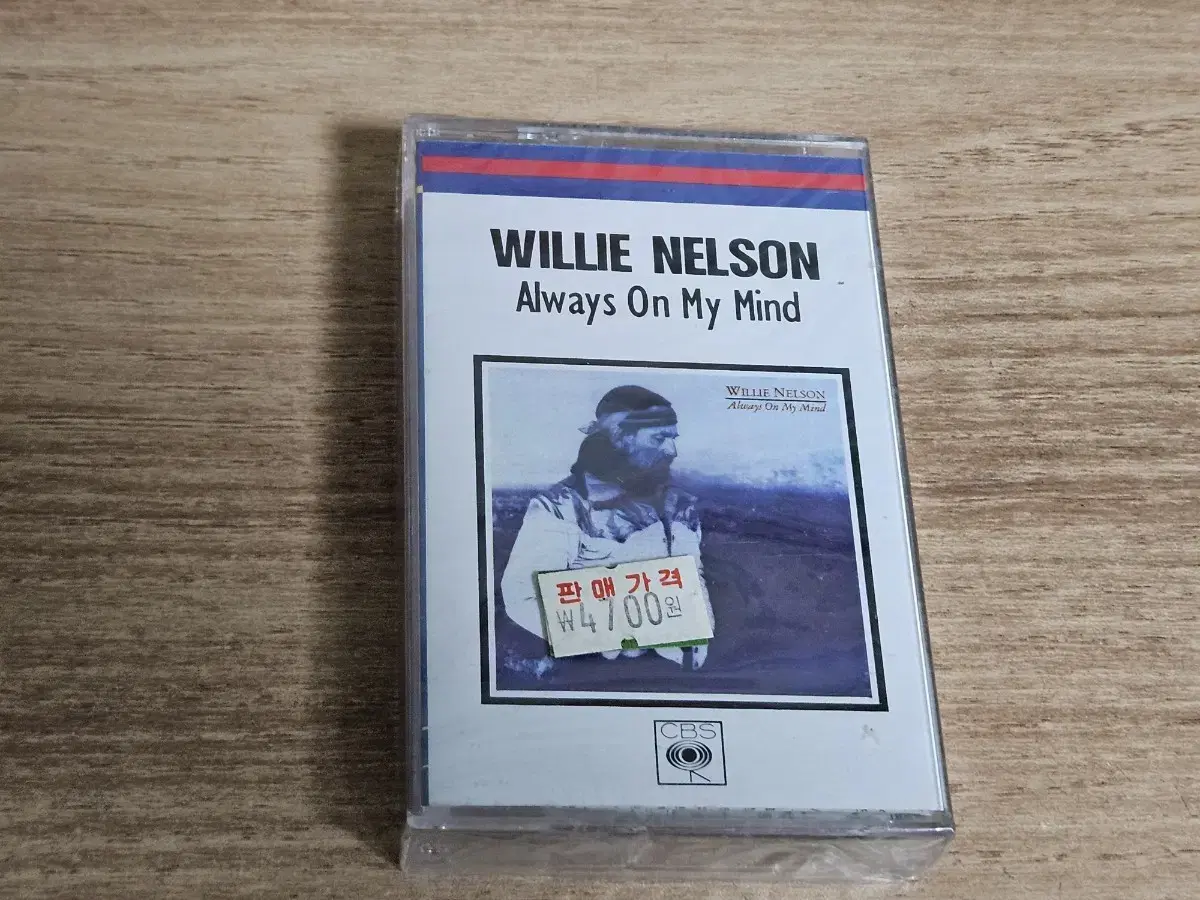 WILLIE NELSON
Always On My Mind
WILLIE NELSON
Always On My Mind
판매가격
₩4700원
CBS